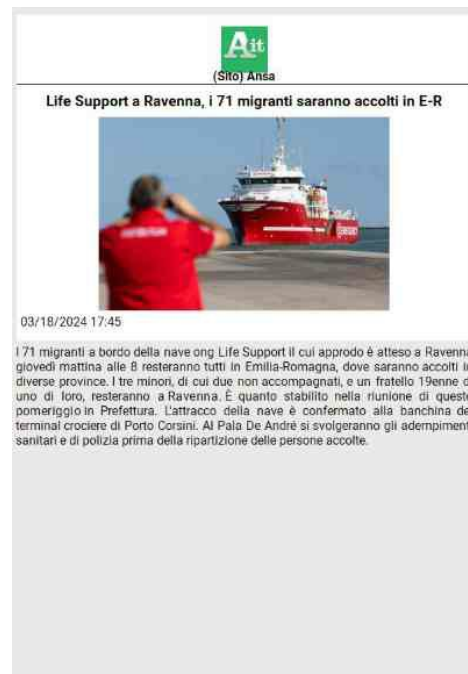 Ait
(Sito) Ansa
Life Support a Ravenna, i 71 migranti saranno accolti in E-R
EMERGENCY
03/18/2024 17:45
I 71 migranti a bordo della nave ong Life Support il cui approdo è atteso a Ravenna
giovedì mattina alle 8 resteranno tutti in Emilia-Romagna, dove saranno accolti in
diverse province. I tre minori, di cui due non accompagnati, e un fratello 19enne d
uno di loro, resteranno a Ravenna. È quanto stabilito nella riunione di questo
pomeriggio in Prefettura. L'attracco della nave è confermato alla banchina de
terminal crociere di Porto Corsini. Al Pala De André si svolgeranno gli adempiment
sanitari e di polizia prima della ripartizione delle persone accolte.